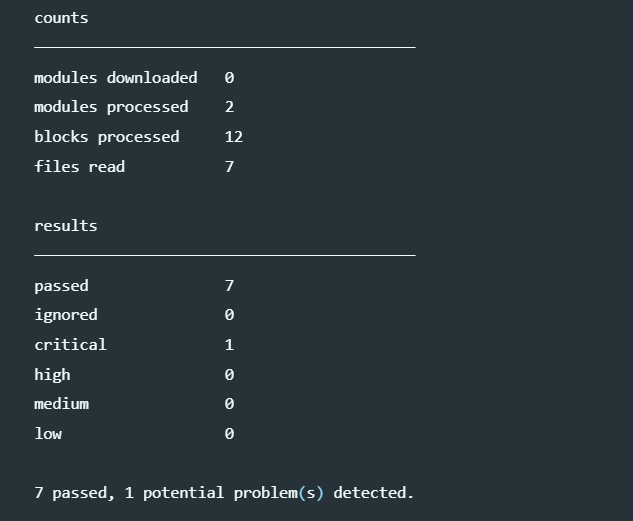 counts
modules downloaded 0
modules processed 2
blocks processed 12
files read 7
results
passed 7
ignored 0
critical 1
high 0
medium 0
low 0
7 passed, 1 potential problem(s) detected.